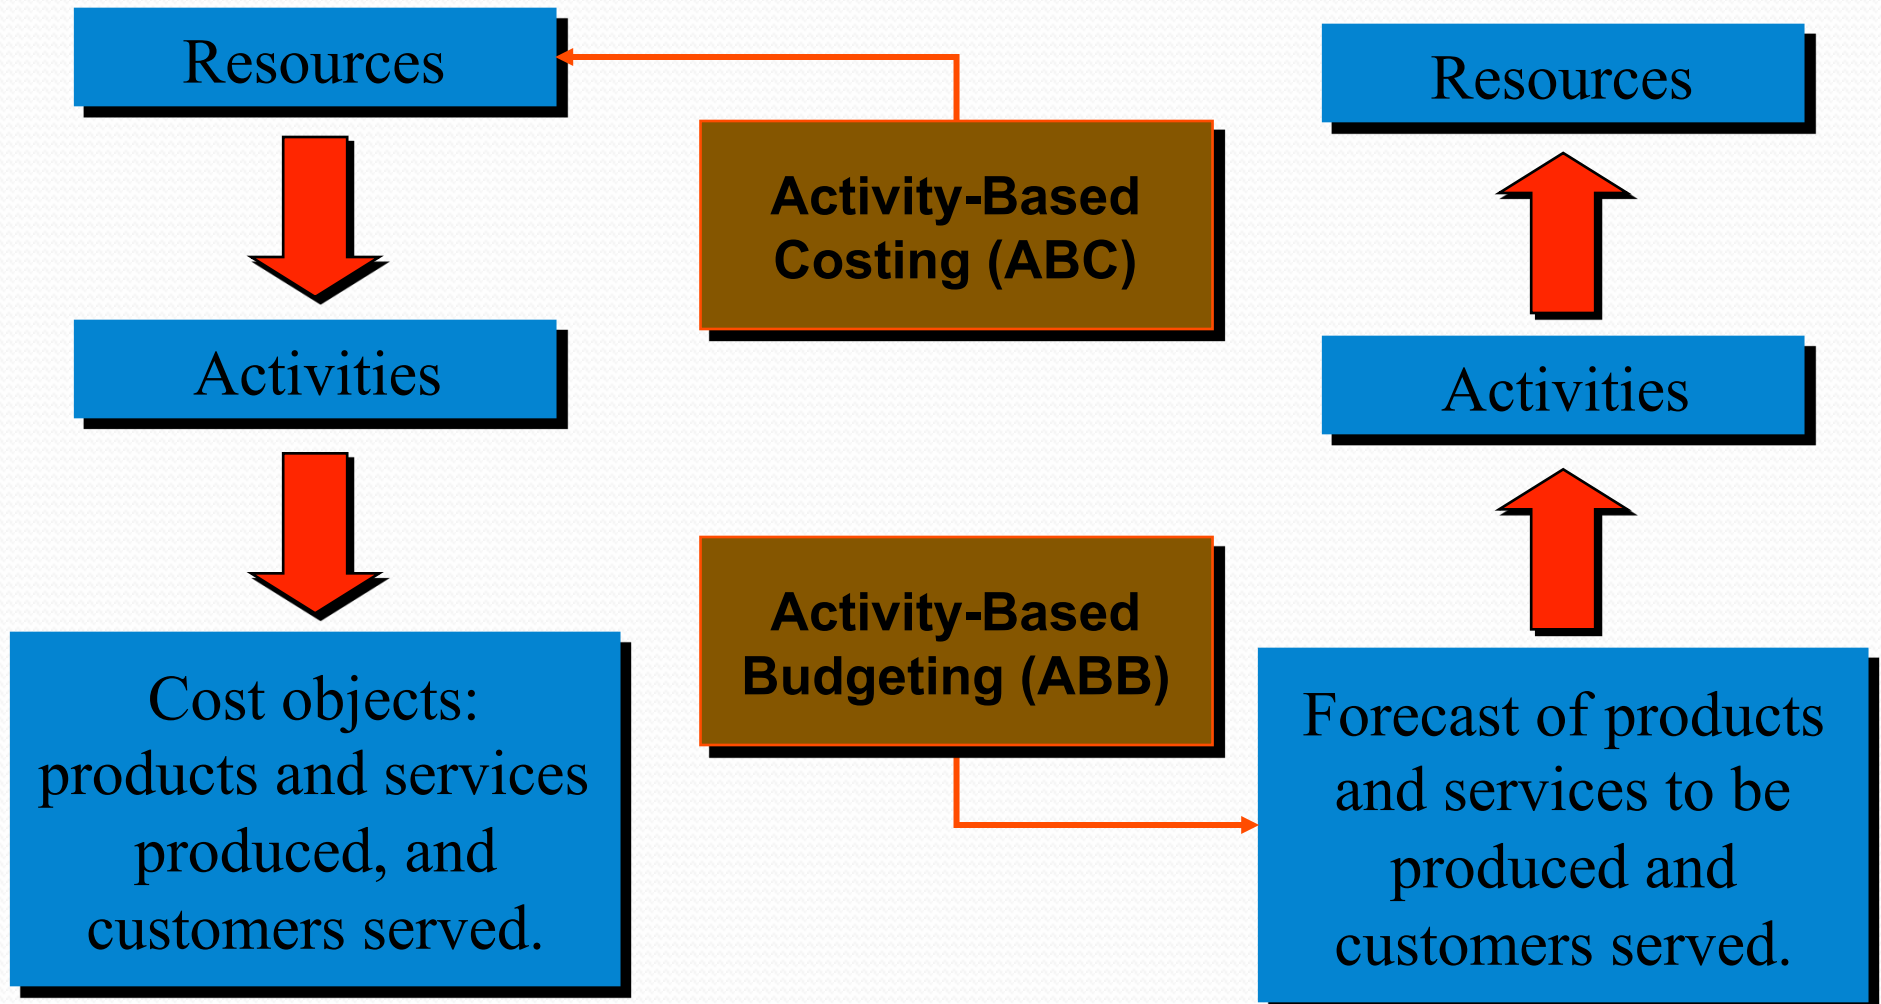 Resources
Activities
Cost objects:
products and services
produced, and
customers served.
Activity-Based
Costing (ABC)
Activity-Based
Budgeting (ABB)
Resources
Activities
Forecast of products
and services to be
produced and
customers served.